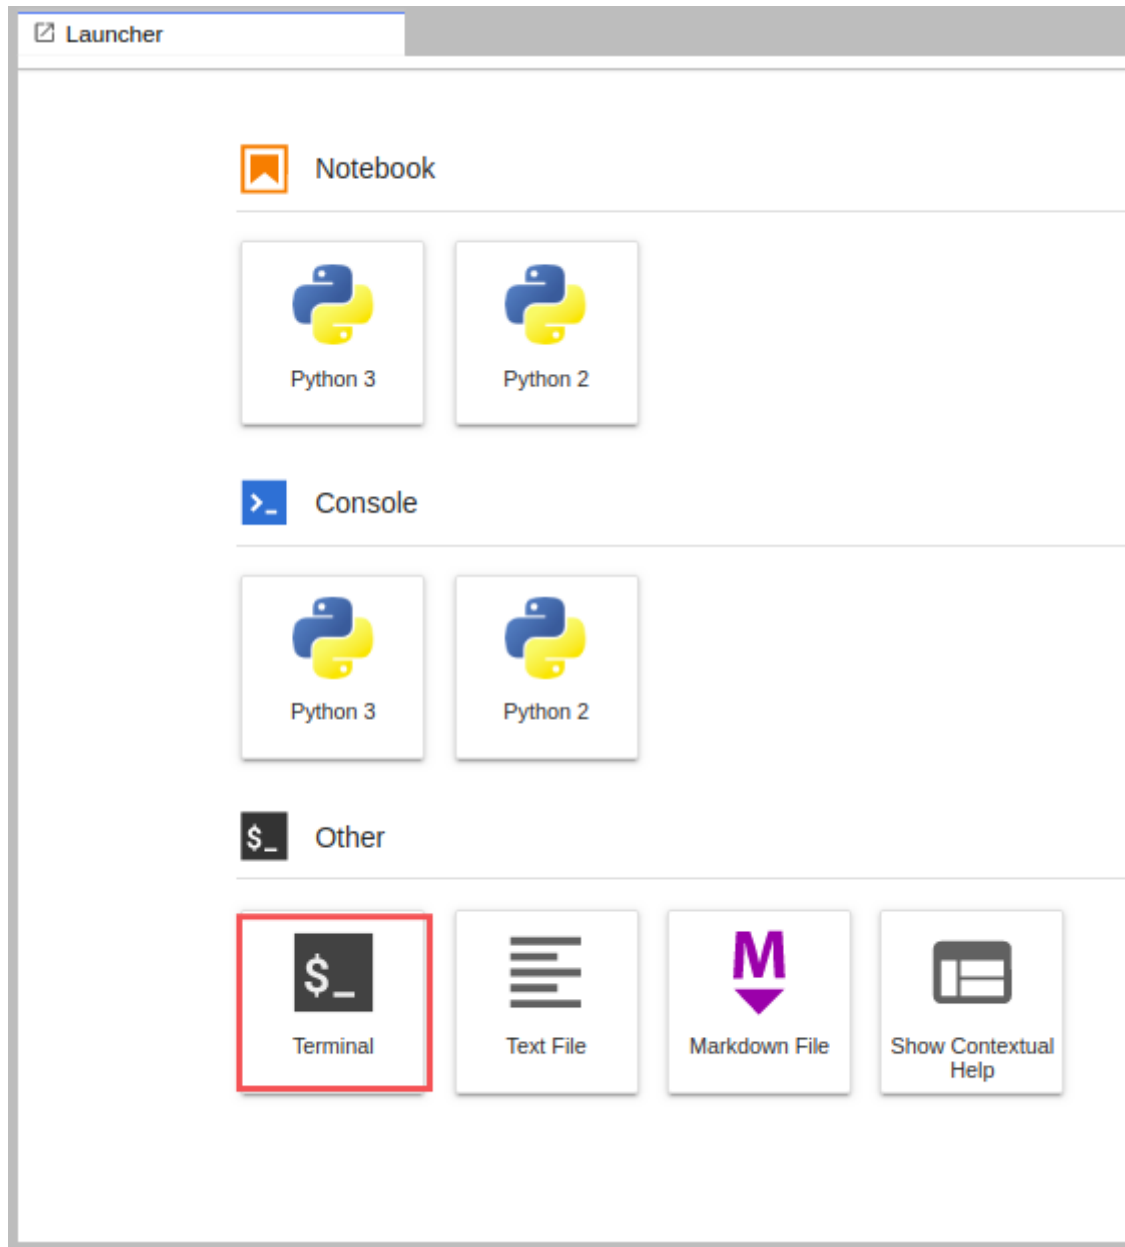 Launcher
Notebook
Python 3
Python 2
>_ Console
Python 3
Python 2
$_ Other
$_
Terminal
Text File
M
Markdown File
Show Contextual
Help